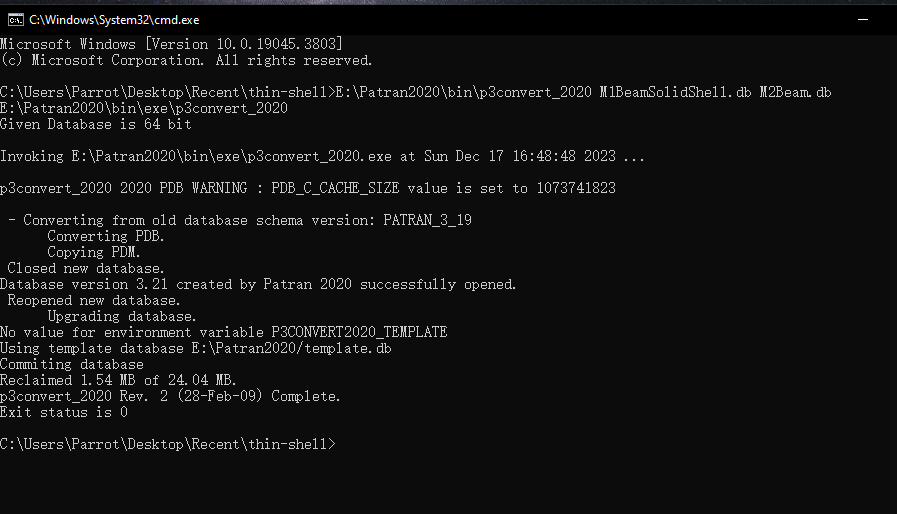 C:\Windows\System32\cmd.exe
Microsoft Windows [Version 10.0.19045.3803]
(c) Microsoft Corporation. All rights reserved.
C:\Users\Parrot\Desktop\Recent\thin-shell>E:\Patran2020\bin\p3convert_2020 M1BeamSolidShell.db M2Beam.db
E:\Patran2020\bin\exe\p3convert_2020
Given Database is 64 bit
Invoking E:\Patran2020\bin\exe\p3convert_2020.exe at Sun Dec 17 16:48:48 2023 ...
p3convert_2020 2020 PDB WARNING : PDB_C_CACHE_SIZE value is set to 1073741823
- Converting from old database schema version: PATRAN_3_19
Converting PDB.
Copying PDM.
Closed new database.
Database version 3.21 created by Patran 2020 successfully opened.
Reopened new database.
Upgrading database.
No value for environment variable P3CONVERT2020_TEMPLATE
Using template database E:\Patran2020/template.db
Commiting database
Reclaimed 1.54 MB of 24.04 MB.
p3convert_2020 Rev. 2 (28-Feb-09) Complete.
Exit status is 0
C:\Users\Parrot\Desktop\Recent\thin-shell>